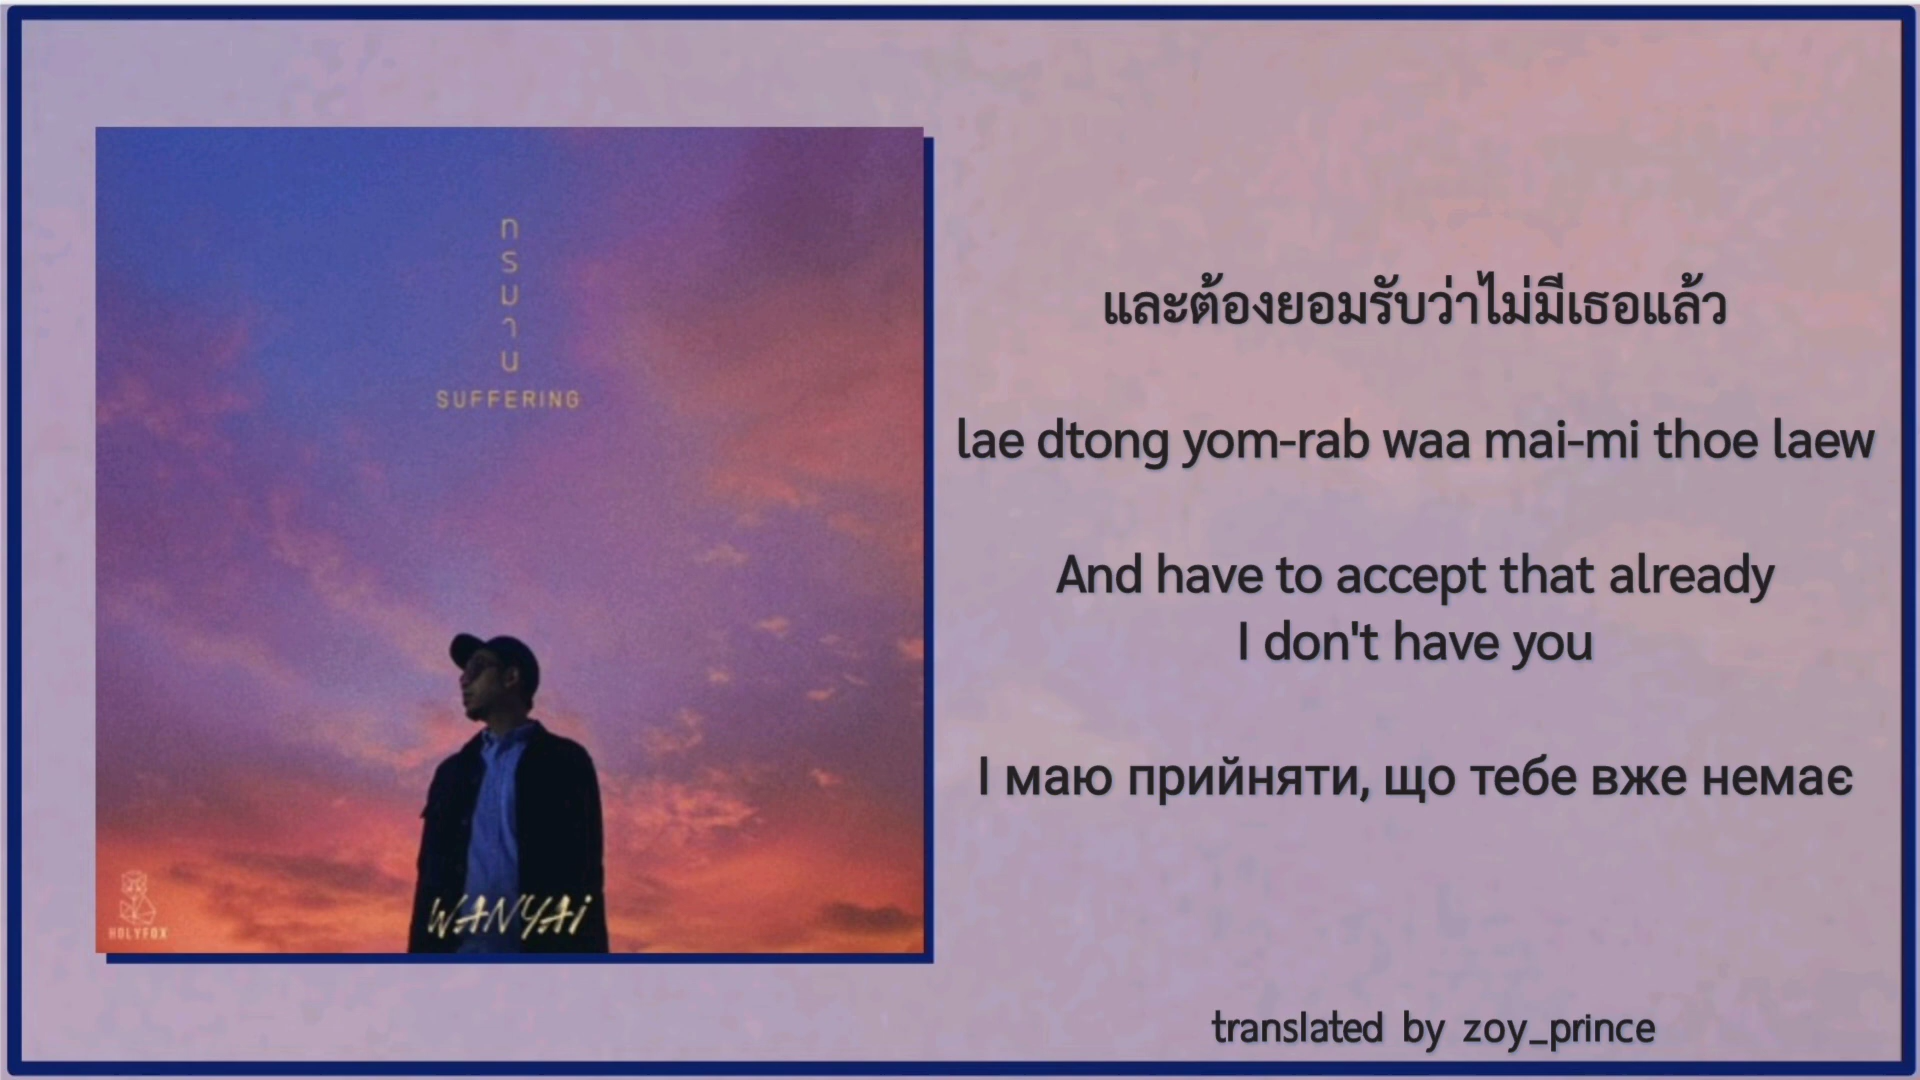 กรมาน
SUFFERING
WANYAi
HOLYFOX
และต้องยอมรับว่าไม่มีเธอแล้ว
lae dtong yom-rab waa mai-mi thoe laew
And have to accept that already
I don't have you
І маю прийняти, що тебе вже немає
translated by zoy_prince